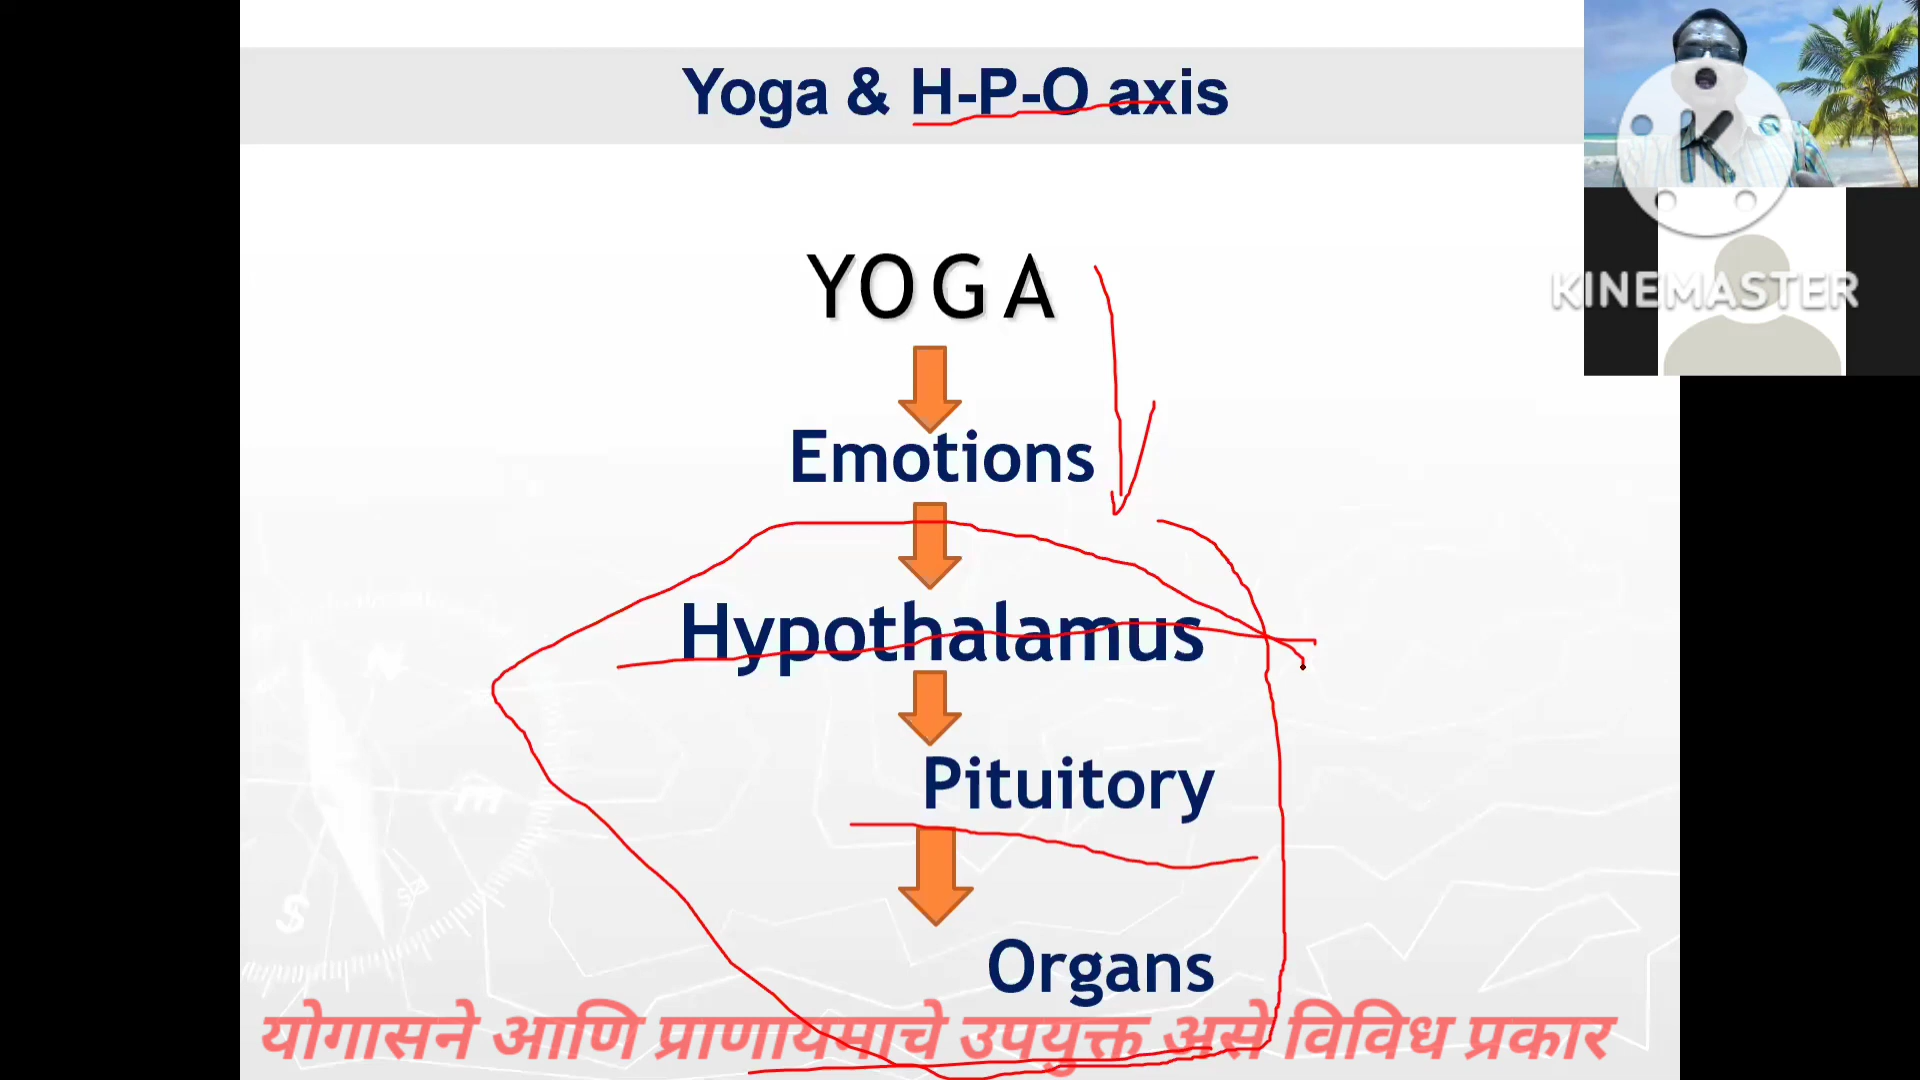 Yoga & H-P-O axis
K
KINEMASTER
YOGA
Emotions
Hypothalamus
Pituitory
Organs
योगासने आणि प्राणायमाचे उपयुक्त असे विविध प्रकार